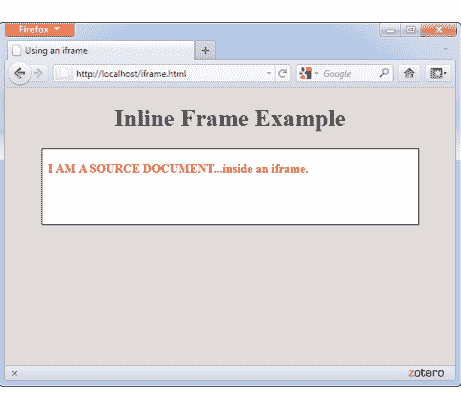 Firefox
Using an iframe
http://localhost/iframe.html
Google
Inline Frame Example
I AM A SOURCE DOCUMENT...inside an iframe.
zotero